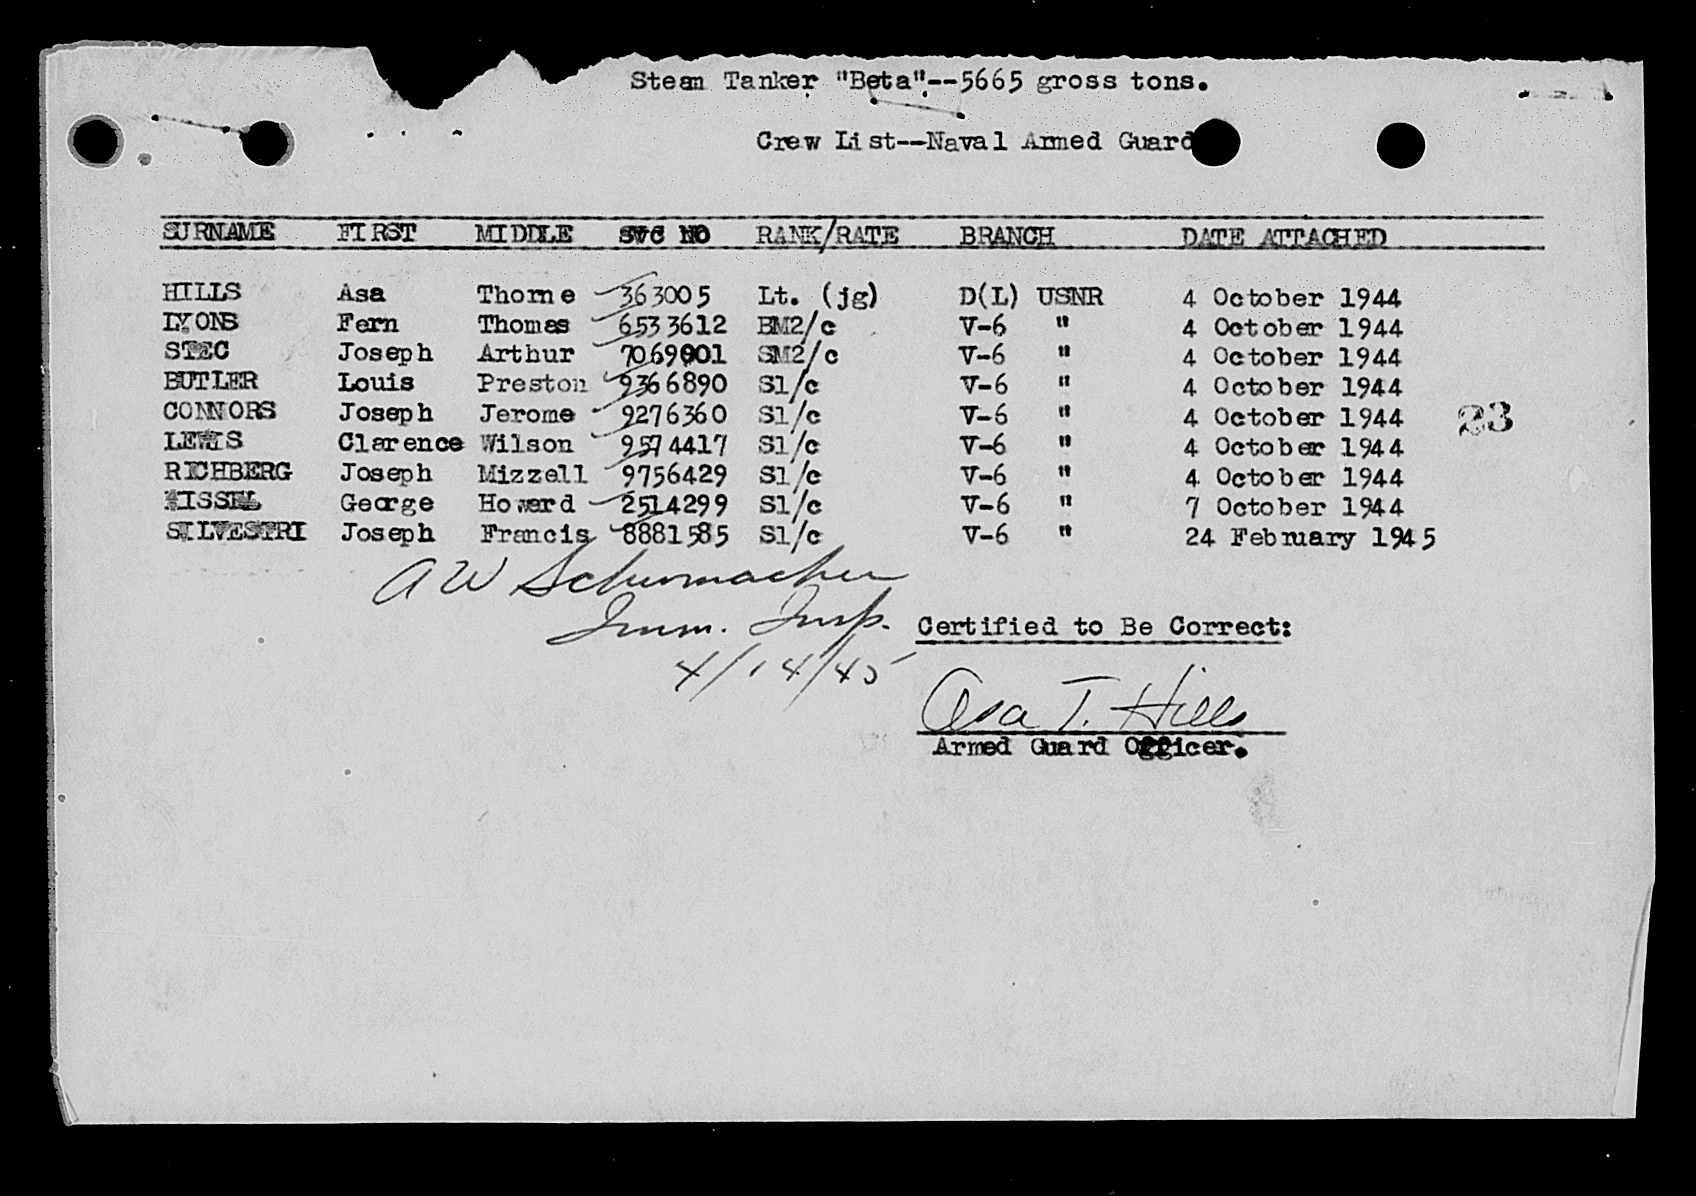 Steam Tanker "Beta"--5665 gross tons.
Crew List--Naval Armed Guard
SURNAME FIRST MIDDLE SVC NO RANK/RATE BRANCH DATE ATTACHED
HILLS Asa Thorne 363005 Lt. (jg) D(L) USNR 4 October 1944
LYONS Fern Thomas 6533612 BM2/c V-6 " 4 October 1944
STEC Joseph Arthur 7069901 SM2/c V-6 " 4 October 1944
BUTLER Louis Preston 9366890 S1/c V-6 " 4 October 1944
CONNORS Joseph Jerome 9276360 S1/c V-6 " 4 October 1944
23
LEWIS Clarence Wilson 9574417 S1/c V-6 " 4 October 1944
RICHBERG Joseph Mizzell 9756429 S1/c V-6 " 4 October 1944
George Howard 2514299 S1/c V-6 " 7 October 1944
SILVESTRI Joseph Francis 8881585 S1/c V-6 " 24 February 1945
A W Schumacher
Imm. Insp.
4/14/45
Certified to Be Correct:
Asa T. Hills
Armed Guard Officer.